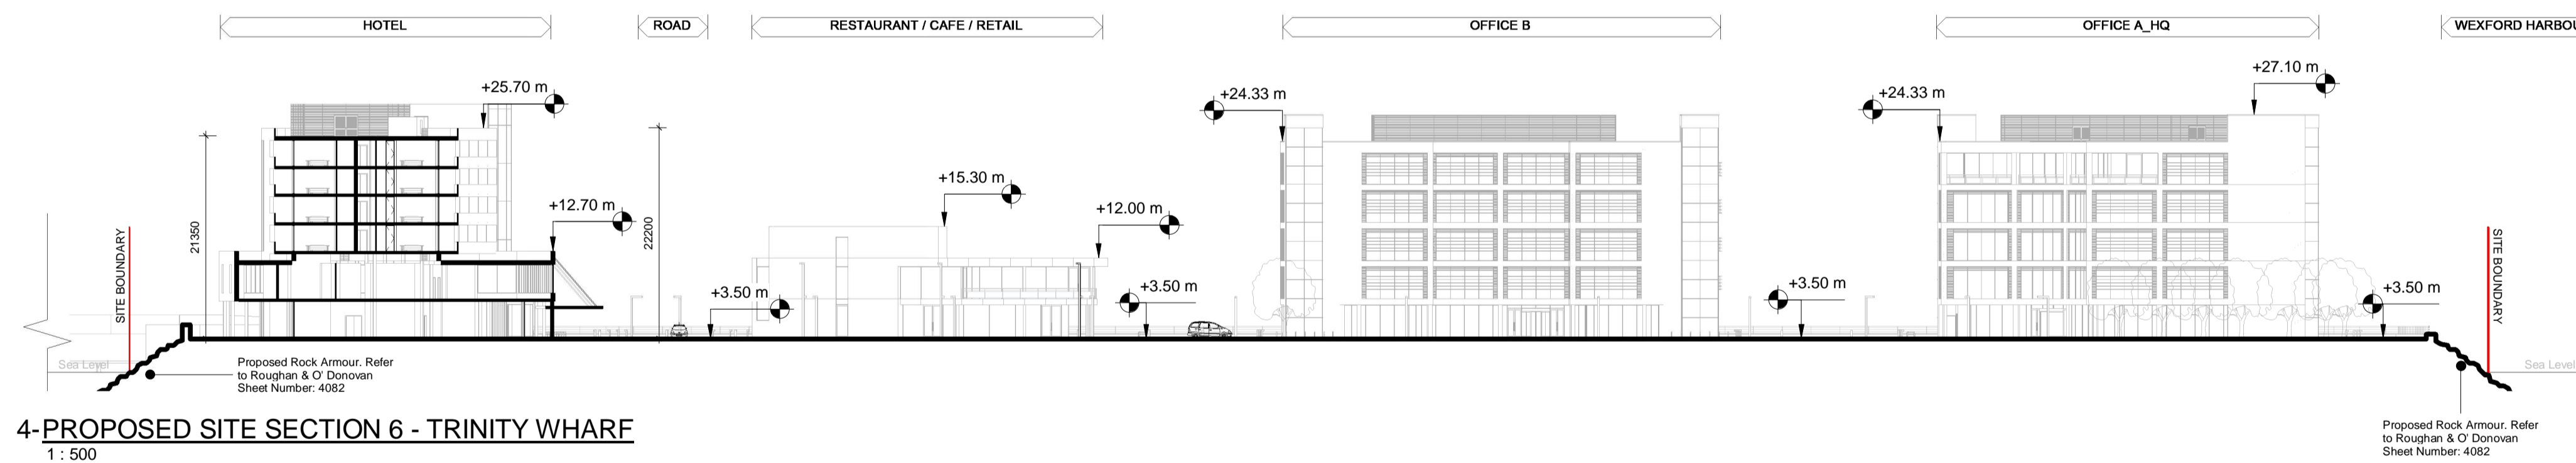 HOTEL
ROAD
RESTAURANT / CAFE / RETAIL
OFFICE B
OFFICE A_HQ
WEXFORD HARBOU
+25.70 m
+12.70 m
21350
22200
+3.50 m
+15.30 m
+12.00 m
+3.50 m
+24.33 m
+3.50 m
+24.33 m
+27.10 m
+3.50 m
SITE BOUNDARY
SITE BOUNDARY
Sea Level
Sea Level
Proposed Rock Armour. Refer
to Roughan & O' Donovan
Sheet Number: 4082
Proposed Rock Armour. Refer
to Roughan & O' Donovan
Sheet Number: 4082
4-PROPOSED SITE SECTION 6 - TRINITY WHARF
1 : 500